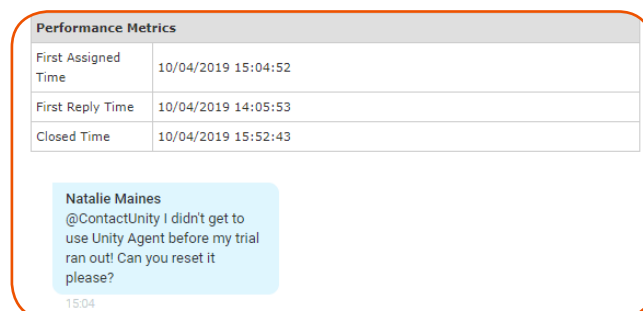 Performance Metrics
First Assigned
Time
10/04/2019 15:04:52
First Reply Time 10/04/2019 14:05:53
Closed Time 10/04/2019 15:52:43
Natalie Maines
@ContactUnity I didn't get to
use Unity Agent before my trial
ran out! Can you reset it
please?
15:04